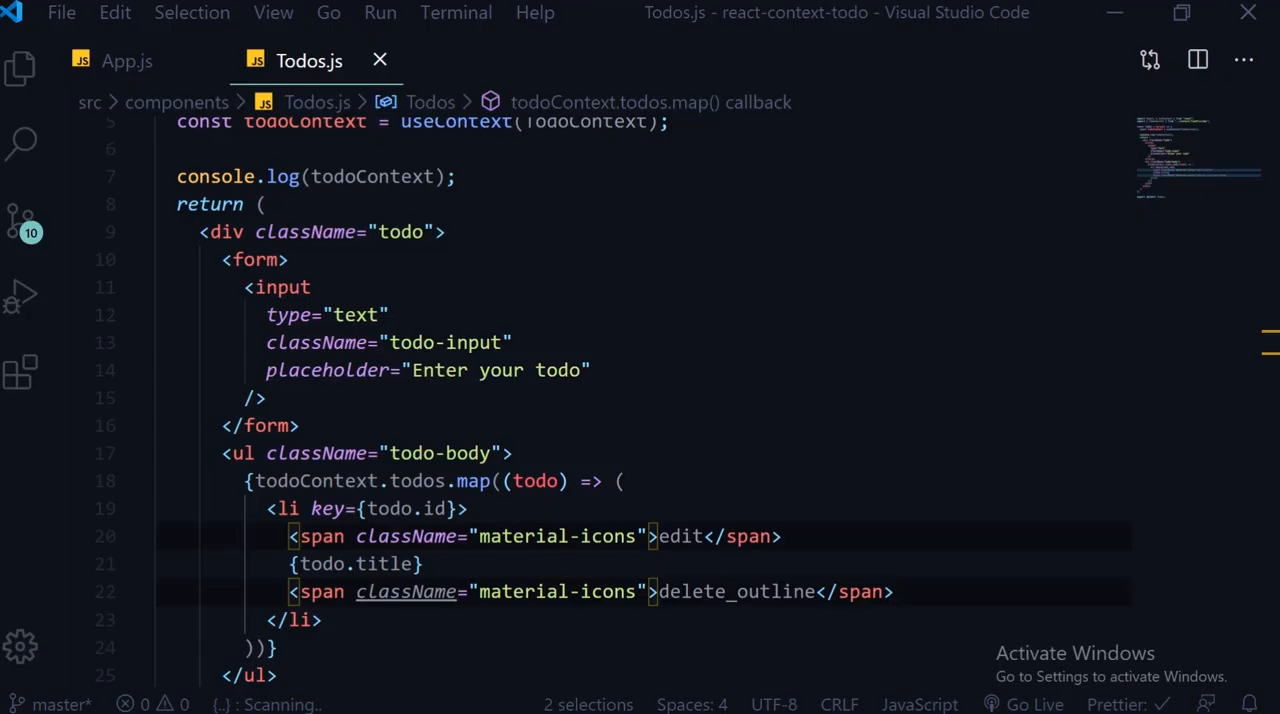 File Edit Selection View Go Run Terminal Help Todos.js - react-context-todo - Visual Studio Code
JS App.js JS Todos.js
src > components > JS Todos.js > Todos > todoContext.todos.map() callback
5 const todoContext = useContext(TodoContext);
6
7 console.log(todoContext);
8 return (
9 <div className="todo">
10 <form>
11 <input
12 type="text"
13 className="todo-input"
14 placeholder="Enter your todo"
15 />
16 </form>
17 <ul className="todo-body">
18 {todoContext.todos.map((todo) => (
19 <li key={todo.id}>
20 <span className="material-icons">edit</span>
21 {todo.title}
22 <span className="material-icons">delete_outline</span>
23 </li>
24 ))}
25 </ul>
10
Activate Windows
Go to Settings to activate Windows.
master* 0 0 {..} : Scanning.. 2 selections Spaces: 4 UTF-8 CRLF JavaScript Go Live Prettier: ✓